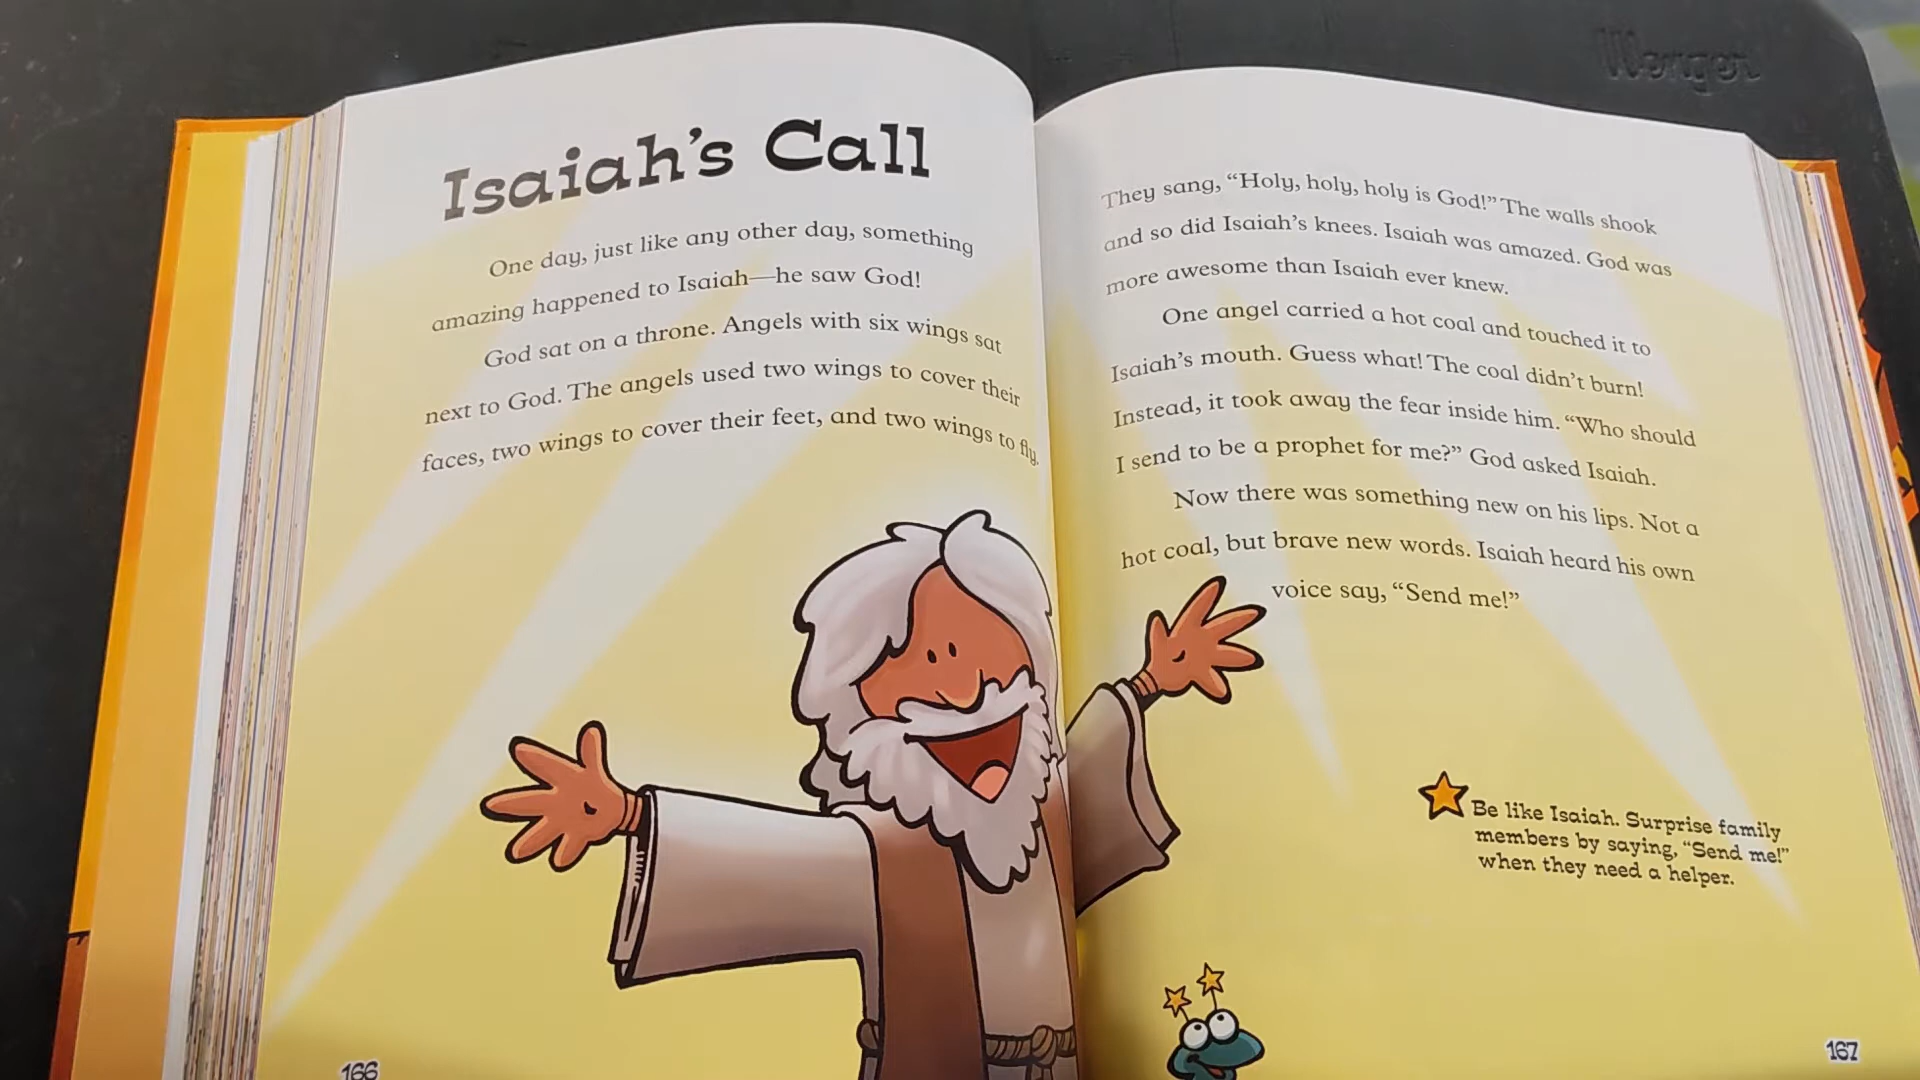 Isaiah's Call
One day, just like any other day, something
amazing happened to Isaiah—he saw God!
God sat on a throne. Angels with six wings sat
next to God. The angels used two wings to cover their
faces, two wings to cover their feet, and two wings to fly.
166
They sang, “Holy, holy, holy is God!” The walls shook
and so did Isaiah's knees. Isaiah was amazed. God was
more awesome than Isaiah ever knew.
One angel carried a hot coal and touched it to
Isaiah's mouth. Guess what! The coal didn't burn!
Instead, it took away the fear inside him. “Who should
I send to be a prophet for me?” God asked Isaiah.
Now there was something new on his lips. Not a
hot coal, but brave new words. Isaiah heard his own
voice say, “Send me!”
Be like Isaiah. Surprise family
members by saying, “Send me!”
when they need a helper.
167
Wenger